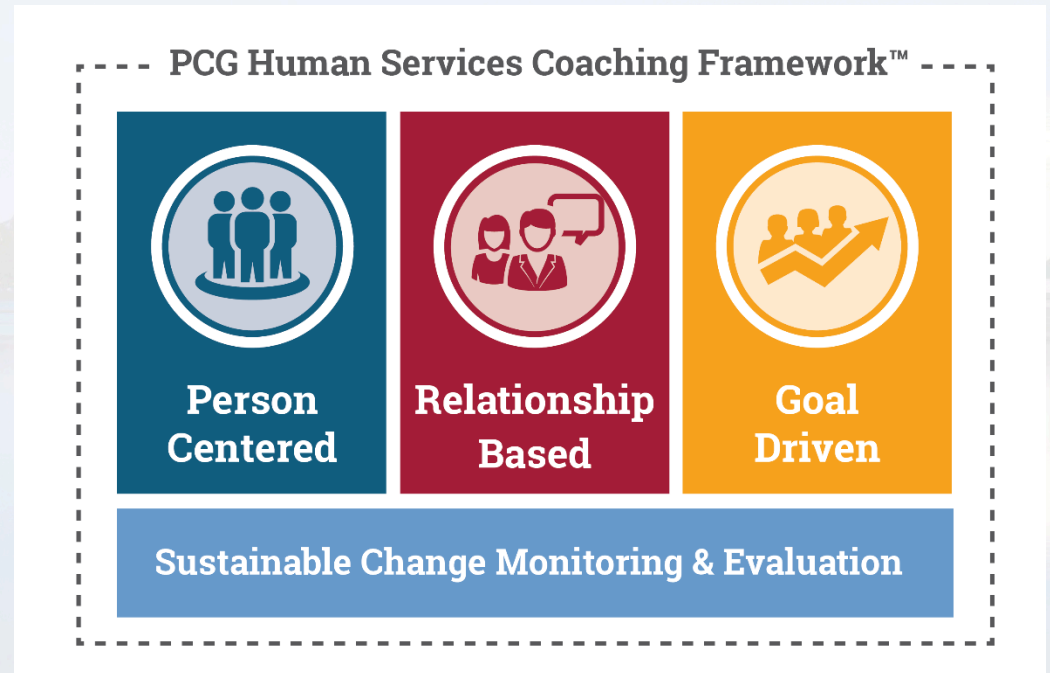 PCG Human Services Coaching Framework™
Person
Centered
Relationship
Based
Goal
Driven
Sustainable Change Monitoring & Evaluation